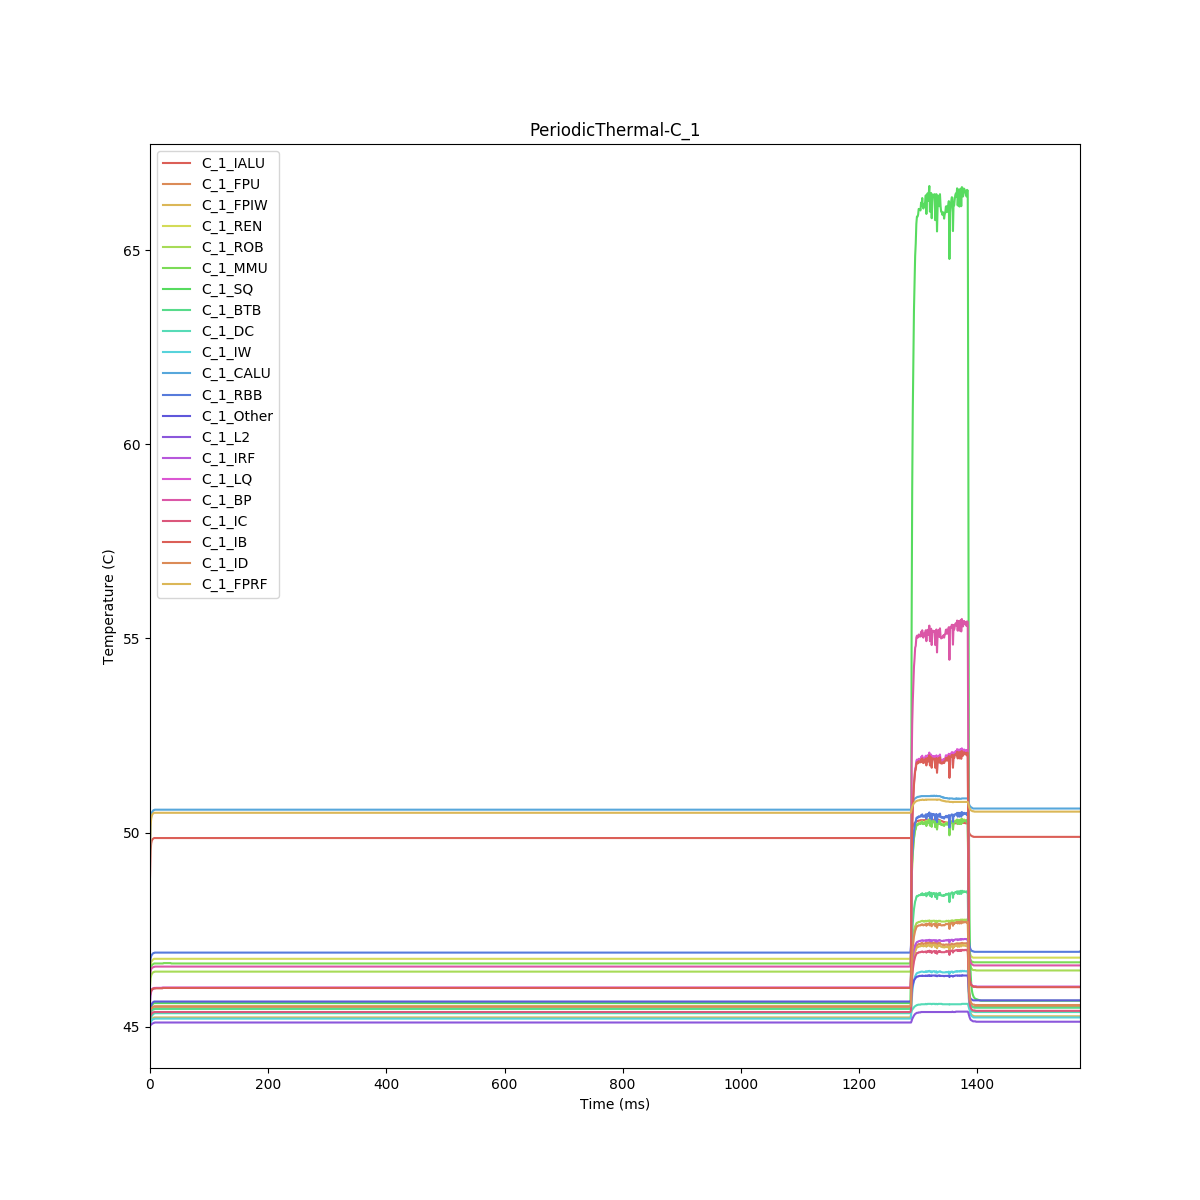 PeriodicThermal-C_1
C_1_IALU
C_1_FPU
C_1_FPIW
C_1_REN
C_1_ROB
C_1_MMU
C_1_SQ
C_1_BTB
C_1_DC
C_1_IW
C_1_CALU
C_1_RBB
C_1_Other
C_1_L2
C_1_IRF
C_1_LQ
C_1_BP
C_1_IC
C_1_IB
C_1_ID
C_1_FPRF
65
60
55
50
45
Temperature (C)
0 200 400 600 800 1000 1200 1400
Time (ms)